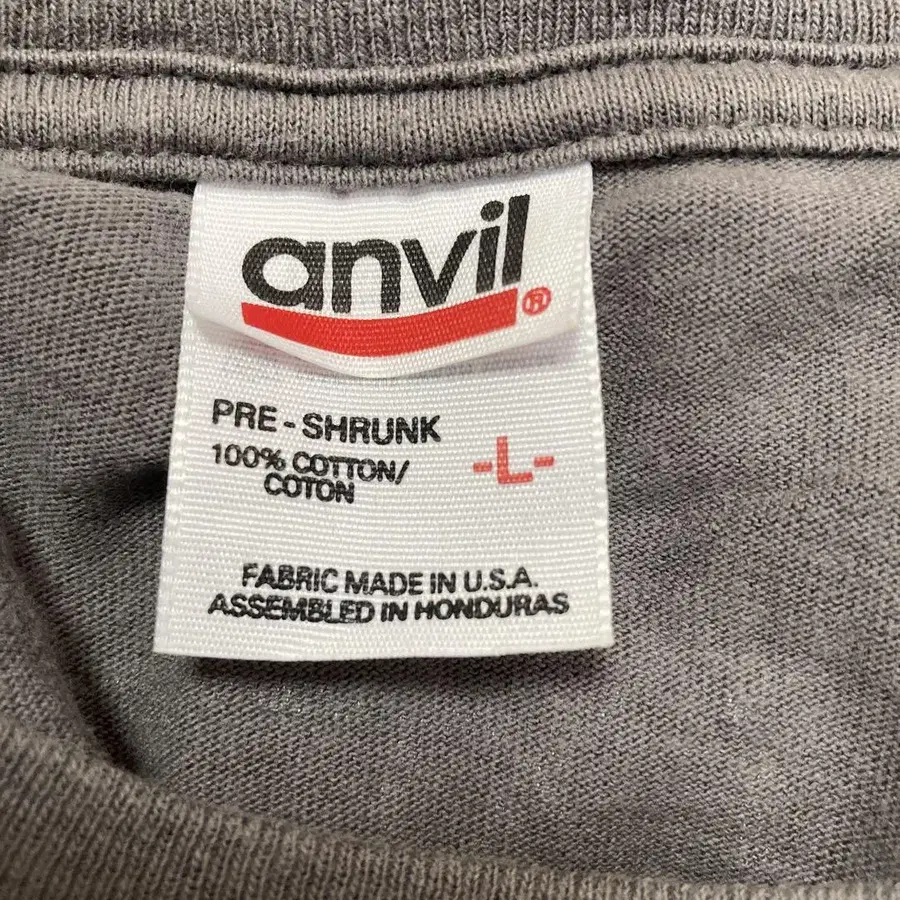 anvil®
PRE-SHRUNK
100% COTTON/
COTON
-L-
FABRIC MADE IN U.S.A.
ASSEMBLED IN HONDURAS